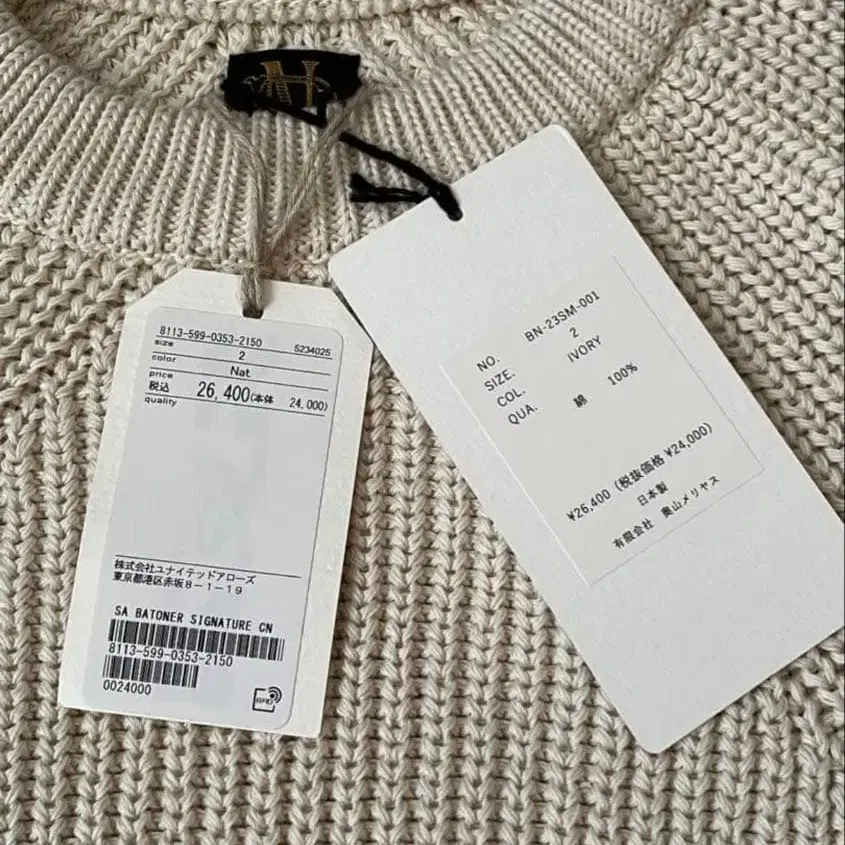 8113-599-0353-2150
size 2 5234025
color Nat
price
税込 26,400(本体 24,000)
quality
株式会社ユナイテッドアローズ
東京都港区赤坂8-1-19
SA BATONER SIGNATURE CN
8113-599-0353-2150
0024000
RFID
NO. BN-23SM-001
SIZE. 2
COL. IVORY
QUA. 綿 100%
¥26,400 (税抜価格 ¥24,000)
日本製
有限会社 奥山メリヤス